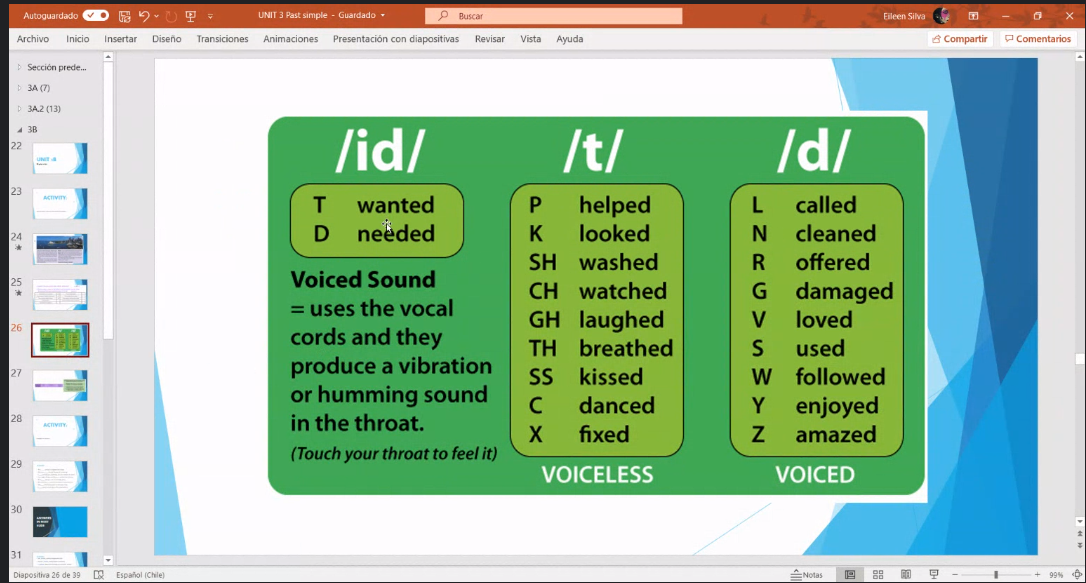 Autoguardado
UNIT 3 Past simple - Guardado
Buscar
Eileen Silva
Archivo Inicio Insertar Diseño Transiciones Animaciones Presentación con diapositivas Revisar Vista Ayuda
Compartir Comentarios
Sección prede...
3A (7)
3A.2 (13)
3B
22
23
ACTIVITY
24
25
26
27
28
ACTIVITY:
29
30
31
/id/
T wanted
D needed
Voiced Sound
= uses the vocal
cords and they
produce a vibration
or humming sound
in the throat.
(Touch your throat to feel it)
/t/
P helped
K looked
SH washed
CH watched
GH laughed
TH breathed
SS kissed
C danced
X fixed
VOICELESS
/d/
L called
N cleaned
R offered
G damaged
V loved
S used
W followed
Y enjoyed
Z amazed
VOICED
Diapositiva 26 de 39 Español (Chile) Notas 99%